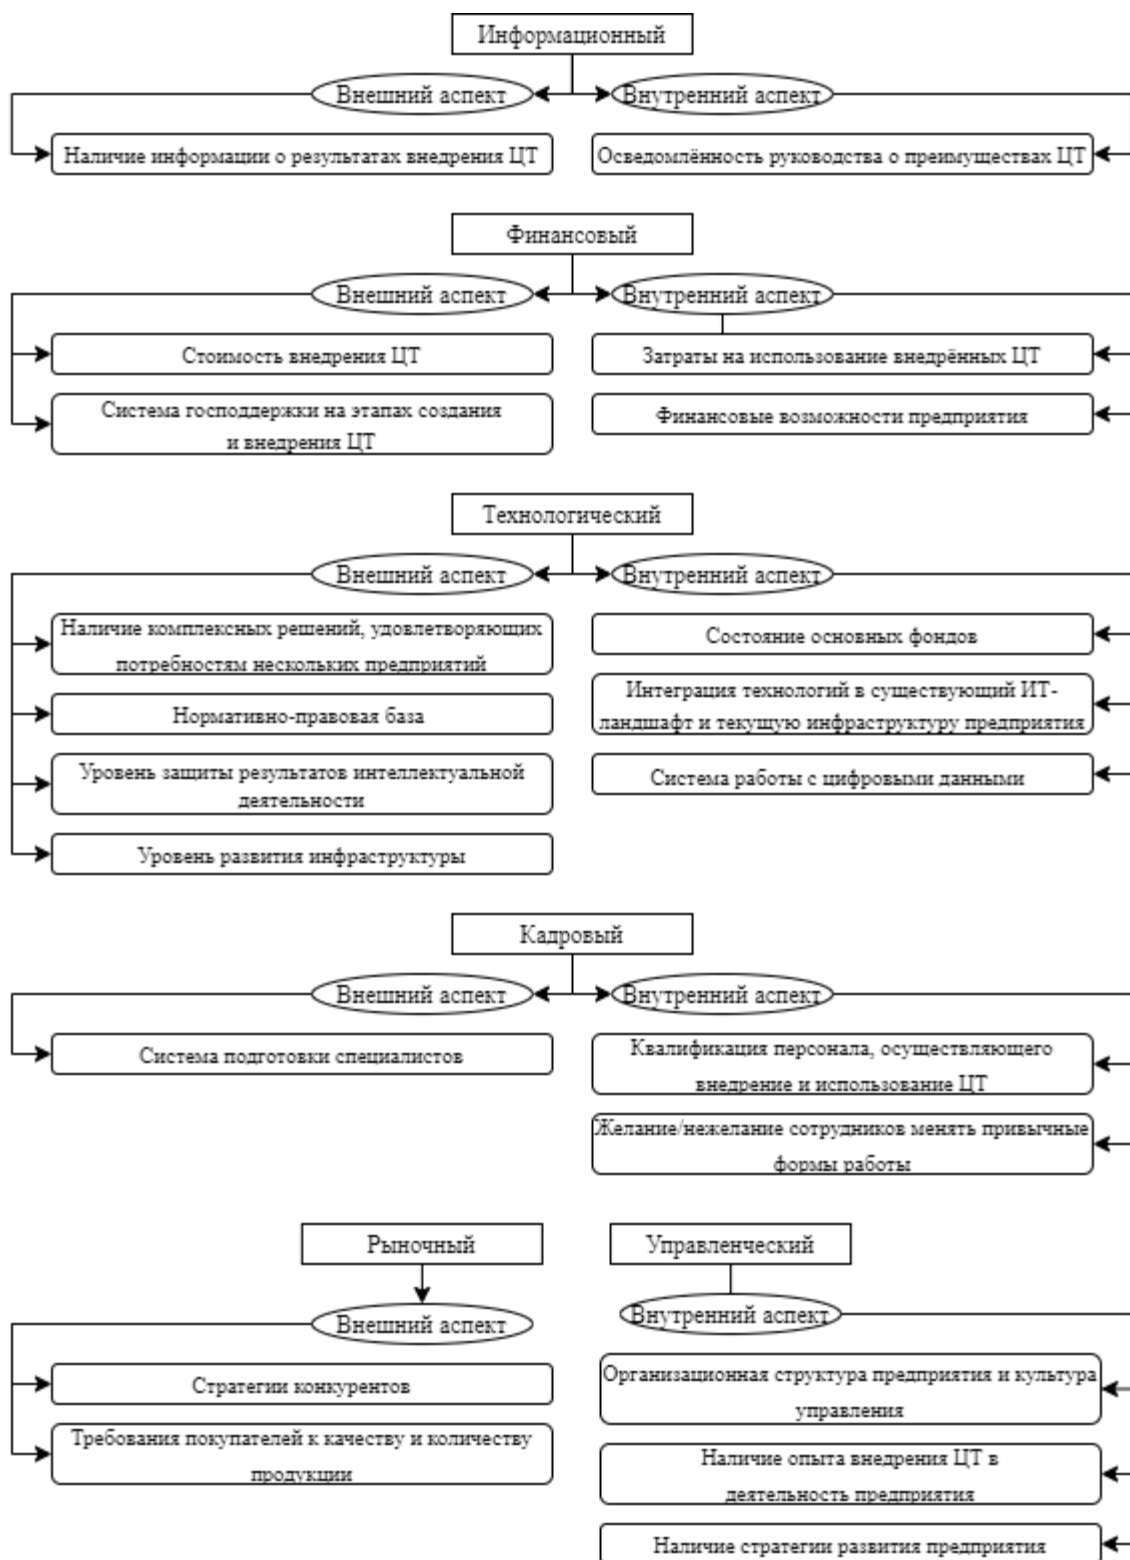 Информационный
Внешний аспект
Внутренний аспект
Наличие информации о результатах внедрения ЦТ
Осведомлённость руководства о преимуществах ЦТ
Финансовый
Внешний аспект
Внутренний аспект
Стоимость внедрения ЦТ
Затраты на использование внедрённых ЦТ
Система господдержки на этапах создания
и внедрения ЦТ
Финансовые возможности предприятия
Технологический
Внешний аспект
Внутренний аспект
Наличие комплексных решений, удовлетворяющих
потребностям нескольких предприятий
Состояние основных фондов
Нормативно-правовая база
Интеграция технологий в существующий ИТ-
ландшафт и текущую инфраструктуру предприятия
Уровень защиты результатов интеллектуальной
деятельности
Система работы с цифровыми данными
Уровень развития инфраструктуры
Кадровый
Внешний аспект
Внутренний аспект
Система подготовки специалистов
Квалификация персонала, осуществляющего
внедрение и использование ЦТ
Желание/нежелание сотрудников менять привычные
формы работы
Рыночный
Внешний аспект
Стратегии конкурентов
Требования покупателей к качеству и количеству
продукции
Управленческий
Внутренний аспект
Организационная структура предприятия и культура
управления
Наличие опыта внедрения ЦТ в
деятельность предприятия
Наличие стратегии развития предприятия